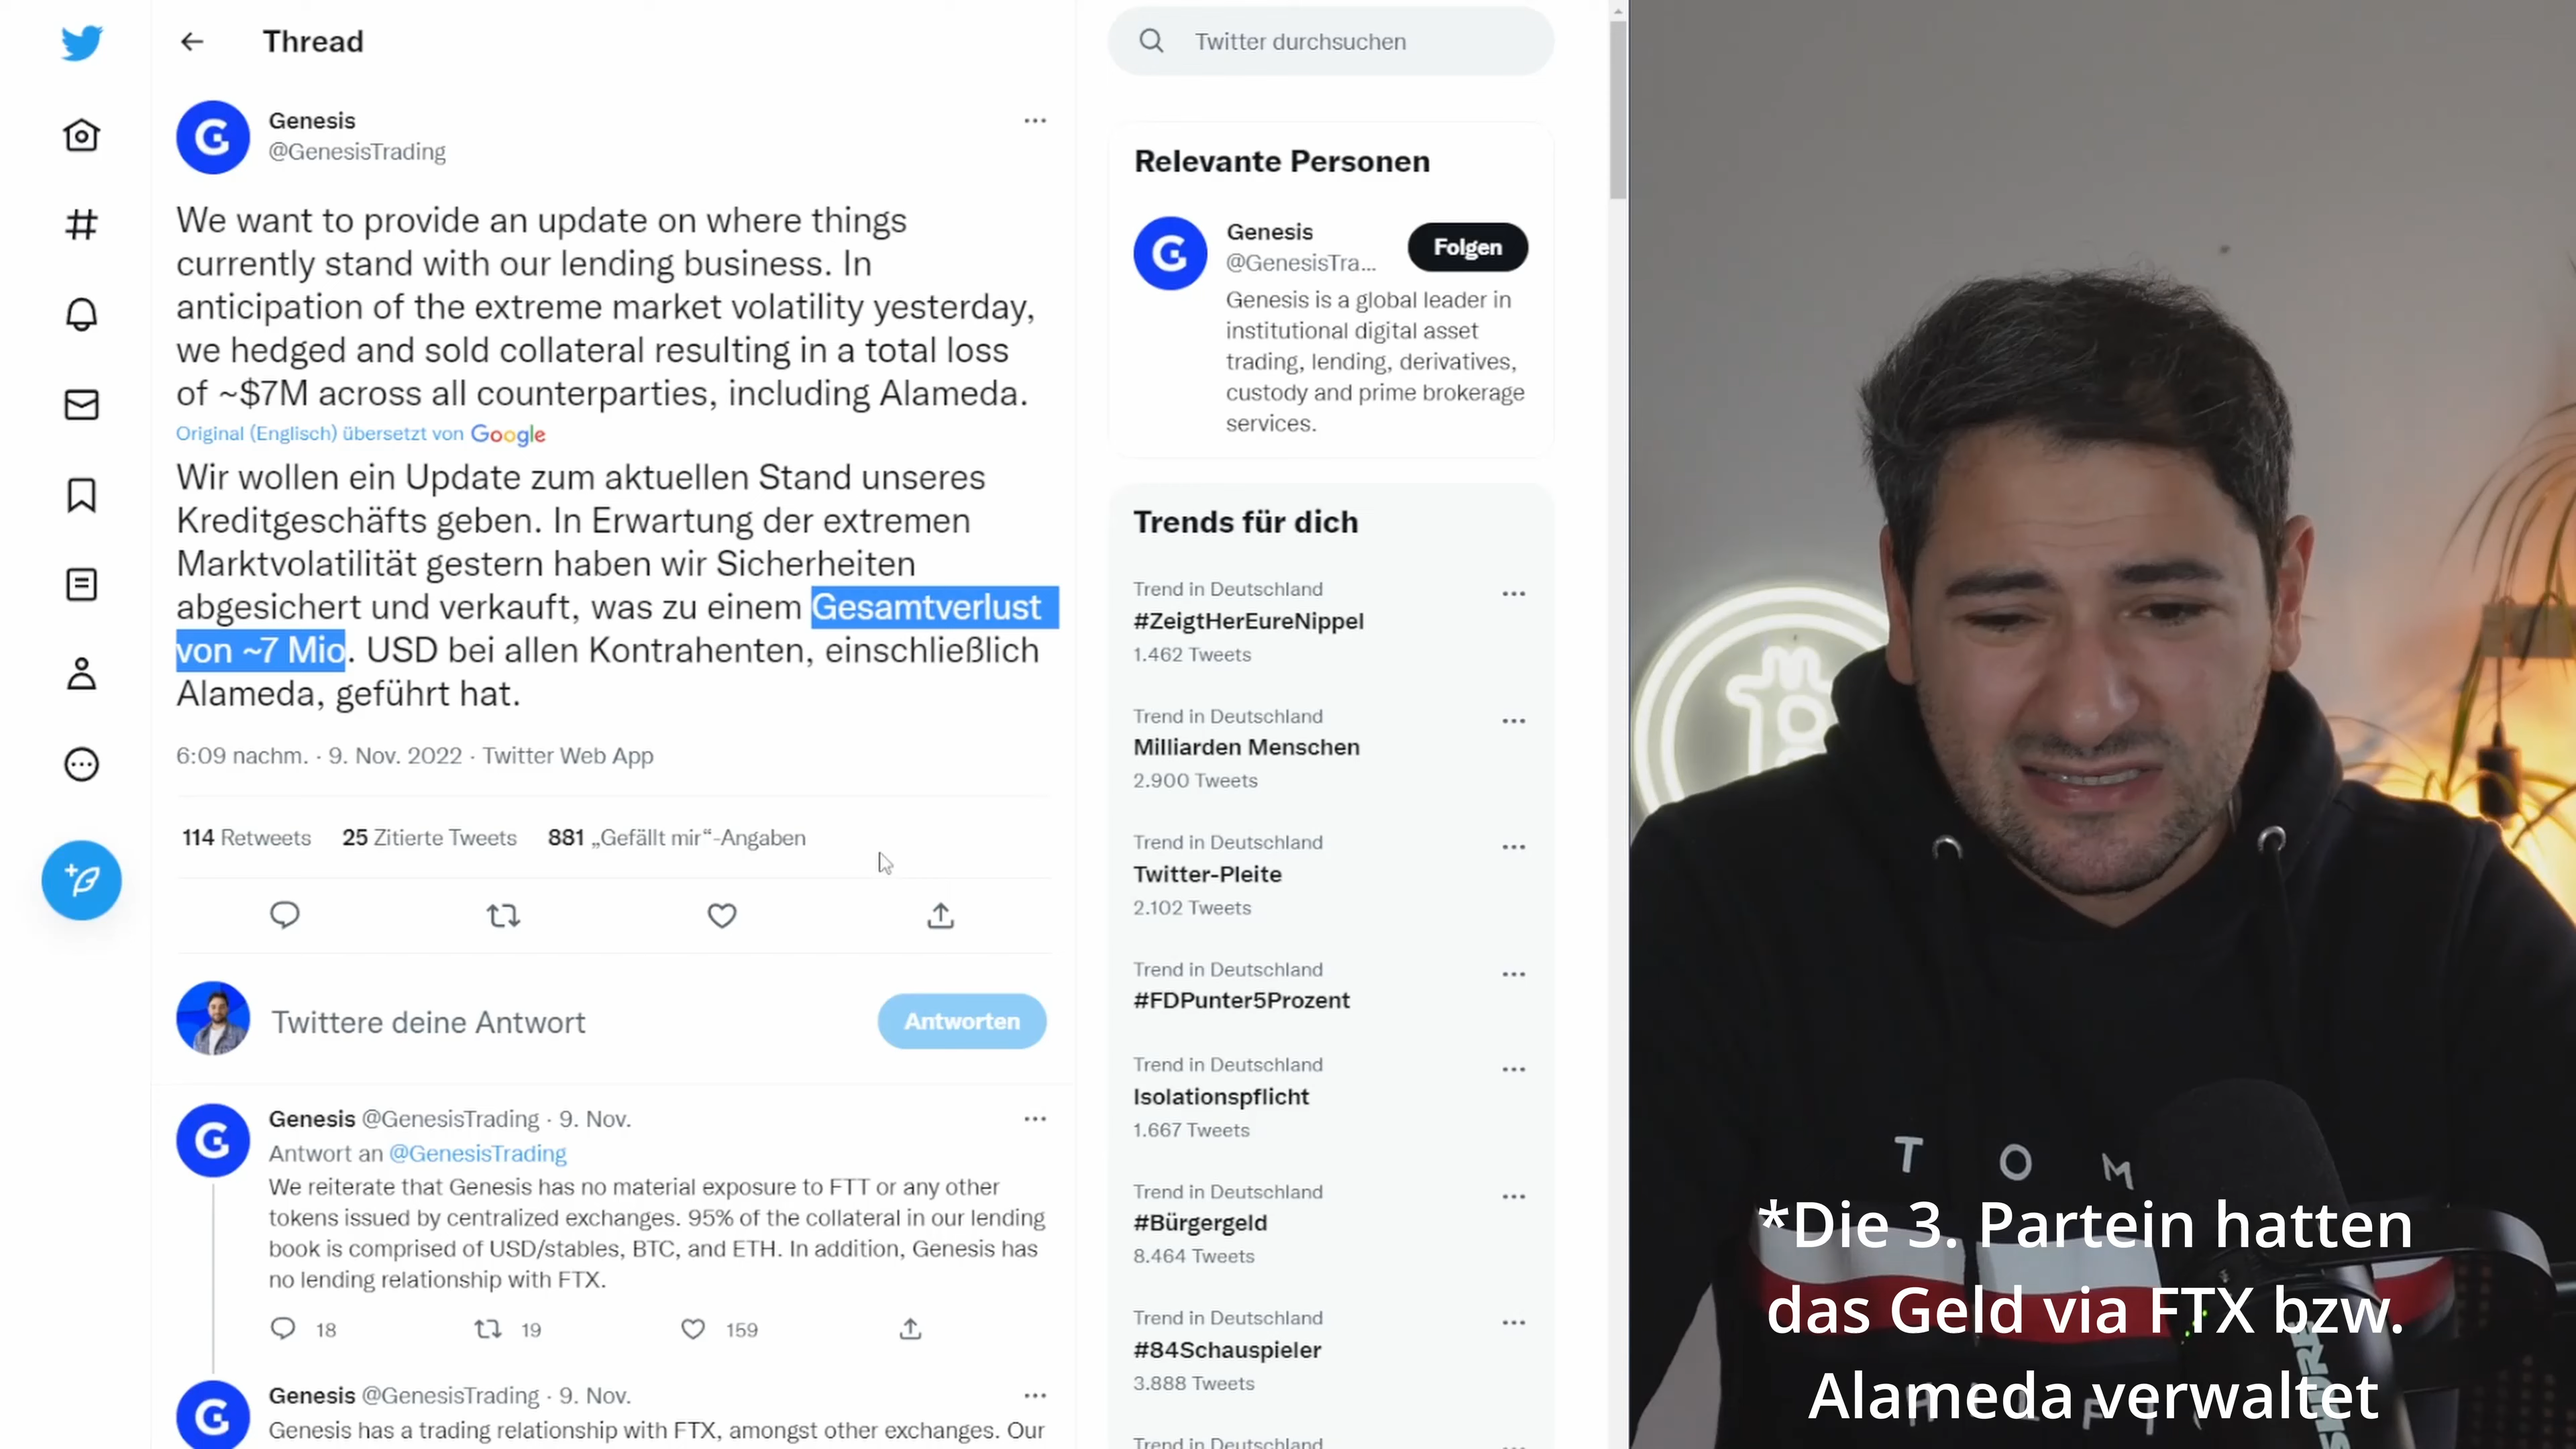 Thread
Genesis
@GenesisTrading
We want to provide an update on where things
currently stand with our lending business. In
anticipation of the extreme market volatility yesterday,
we hedged and sold collateral resulting in a total loss
of ~$7M across all counterparties, including Alameda.
Original (Englisch) übersetzt von Google
Wir wollen ein Update zum aktuellen Stand unseres
Kreditgeschäfts geben. In Erwartung der extremen
Marktvolatilität gestern haben wir Sicherheiten
abgesichert und verkauft, was zu einem Gesamtverlust
von ~7 Mio. USD bei allen Kontrahenten, einschließlich
Alameda, geführt hat.
6:09 nachm. · 9. Nov. 2022 · Twitter Web App
114 Retweets 25 Zitierte Tweets 881 „Gefällt mir“-Angaben
Twittere deine Antwort
Antworten
Genesis @GenesisTrading · 9. Nov.
Antwort an @GenesisTrading
We reiterate that Genesis has no material exposure to FTT or any other
tokens issued by centralized exchanges. 95% of the collateral in our lending
book is comprised of USD/stables, BTC, and ETH. In addition, Genesis has
no lending relationship with FTX.
18 19 159
Genesis @GenesisTrading · 9. Nov.
Genesis has a trading relationship with FTX, amongst other exchanges. Our
Twitter durchsuchen
Relevante Personen
Genesis
@GenesisTra...
Folgen
Genesis is a global leader in
institutional digital asset
trading, lending, derivatives,
custody and prime brokerage
services.
Trends für dich
Trend in Deutschland
#ZeigtHerEureNippel
1.462 Tweets
Trend in Deutschland
Milliarden Menschen
2.900 Tweets
Trend in Deutschland
Twitter-Pleite
2.102 Tweets
Trend in Deutschland
#FDPunter5Prozent
Trend in Deutschland
Isolationspflicht
1.667 Tweets
Trend in Deutschland
#Bürgergeld
8.464 Tweets
Trend in Deutschland
#84Schauspieler
3.888 Tweets
Trend in Deutschland
TOM
*Die 3. Partein hatten
das Geld via FTX bzw.
Alameda verwaltet